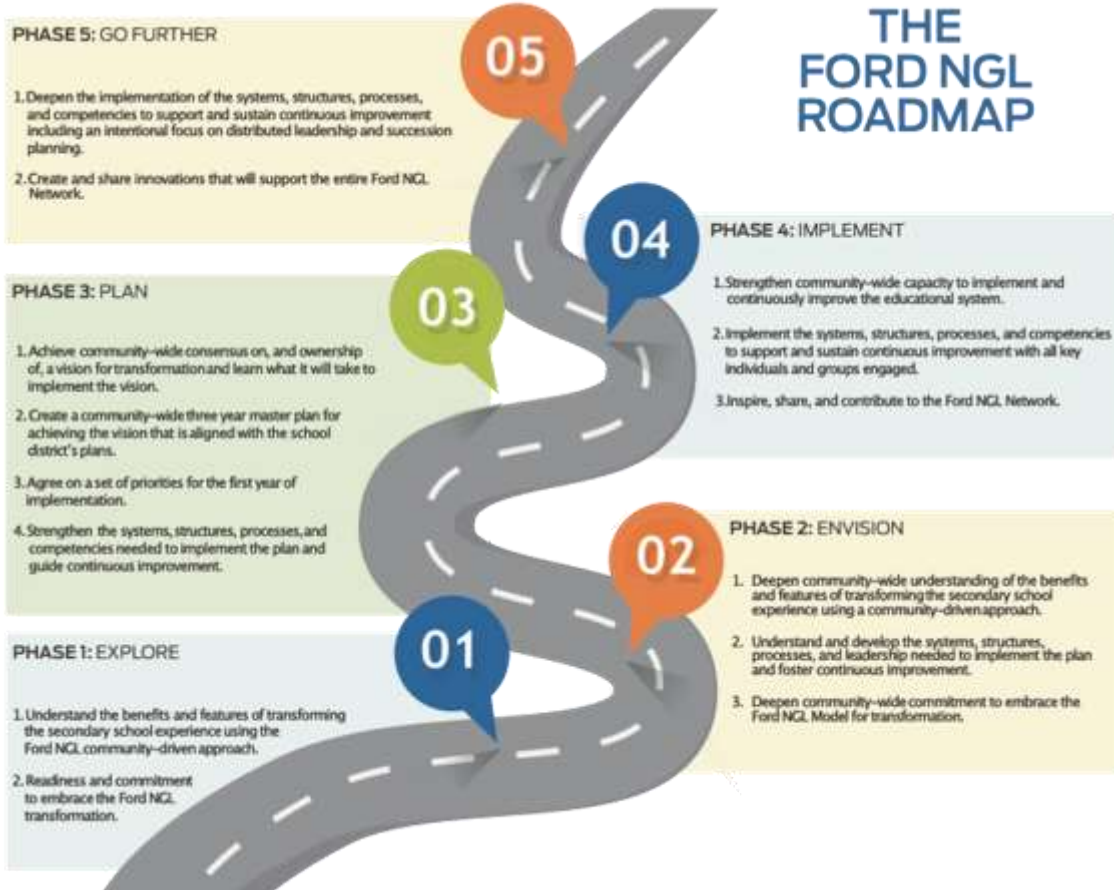 THE
FORD NGL
ROADMAP
PHASE 5: GO FURTHER
1. Deepen the implementation of the systems, structures, processes,
and competencies to support and sustain continuous improvement
including an intentional focus on distributed leadership and succession
planning.
2. Create and share innovations that will support the entire Ford NGL
Network.
05
04
PHASE 4: IMPLEMENT
1. Strengthen community-wide capacity to implement and
continuously improve the educational system.
2. Implement the systems, structures, processes, and competencies
to support and sustain continuous improvement with all key
individuals and groups engaged.
3. Inspire, share, and contribute to the Ford NGL Network.
PHASE 3: PLAN
1. Achieve community-wide consensus on, and ownership
of, a vision for transformation and learn what it will take to
implement the vision.
2. Create a community-wide three year master plan for
achieving the vision that is aligned with the school
district's plans.
3. Agree on a set of priorities for the first year of
implementation.
4. Strengthen the systems, structures, processes, and
competencies needed to implement the plan and
guide continuous improvement.
03
02
PHASE 2: ENVISION
1. Deepen community-wide understanding of the benefits
and features of transforming the secondary school
experience using a community-driven approach.
2. Understand and develop the systems, structures,
processes, and leadership needed to implement the plan
and foster continuous improvement.
3. Deepen community-wide commitment to embrace the
Ford NGL Model for transformation.
PHASE 1: EXPLORE
1. Understand the benefits and features of transforming
the secondary school experience using the
Ford NGL community-driven approach.
2. Readiness and commitment
to embrace the Ford NGL
transformation.
01